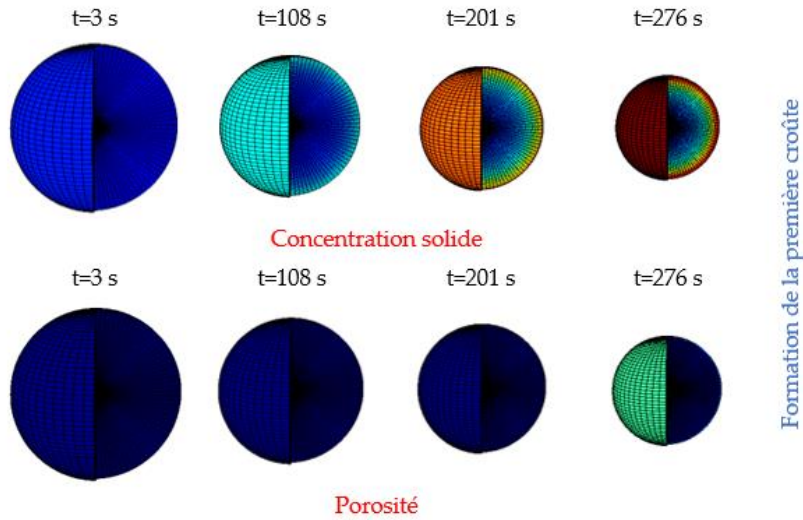 t=3 s
t=108 s
t=201 s
t=276 s
Concentration solide
t=3 s
t=108 s
t=201 s
t=276 s
Porosité
Formation de la première croûte